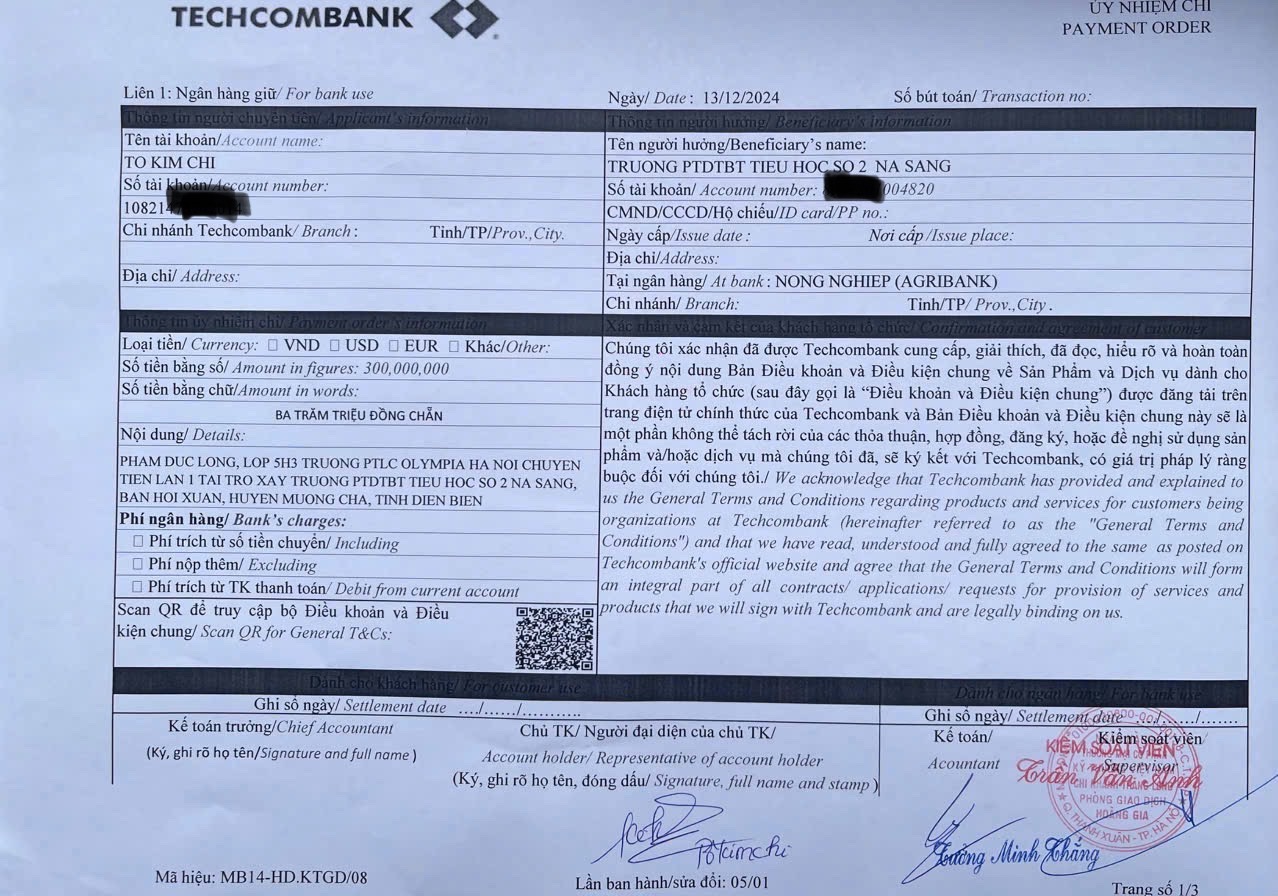 TECHCOMBANK
ỦY NHIỆM CHI
PAYMENT ORDER
Liên 1: Ngân hàng giữ/ For bank use
Ngày/ Date : 13/12/2024
Số bút toán/ Transaction no:
Thông tin người chuyển tiền/ Applicant's information
Tên tài khoản/Account name:
TO KIM CHI
Số tài khoản/Account number:
108214
Chi nhánh Techcombank/ Branch : Tỉnh/TP/Prov.,City.
Địa chỉ/ Address:
Thông tin người hưởng/ Beneficiary's information
Tên người hưởng/Beneficiary's name:
TRUONG PTDTBT TIEU HOC SO 2 NA SANG
Số tài khoản/ Account number: 004820
CMND/CCCD/Hộ chiếu/ID card/PP no.:
Ngày cấp/Issue date : Nơi cấp /Issue place:
Địa chỉ/Address:
Tại ngân hàng/ At bank : NONG NGHIEP (AGRIBANK)
Chi nhánh/ Branch: Tỉnh/TP/ Prov.,City .
Thông tin ủy nhiệm chi/ Payment order's information
Loại tiền/ Currency: □ VND □ USD □ EUR □ Khác/Other:
Số tiền bằng số/ Amount in figures: 300,000,000
Số tiền bằng chữ/Amount in words:
BA TRĂM TRIỆU ĐỒNG CHẴN
Nội dung/ Details:
PHAM DUC LONG, LOP 5H3 TRUONG PTLC OLYMPIA HA NOI CHUYEN
TIEN LAN 1 TAI TRO XAY TRUONG PTDTBT TIEU HOC SO 2 NA SANG,
BAN HOI XUAN, HUYEN MUONG CHA, TINH DIEN BIEN
Phí ngân hàng/ Bank's charges:
□ Phí trích từ số tiền chuyển/ Including
□ Phí nộp thêm/ Excluding
□ Phí trích từ TK thanh toán/ Debit from current account
Scan QR để truy cập bộ Điều khoản và Điều
kiện chung/ Scan QR for General T&Cs:
Xác nhận và cam kết của khách hàng tổ chức/ Confirmation and agreement of customer
Chúng tôi xác nhận đã được Techcombank cung cấp, giải thích, đã đọc, hiểu rõ và hoàn toàn
đồng ý nội dung Bản Điều khoản và Điều kiện chung về Sản Phẩm và Dịch vụ dành cho
Khách hàng tổ chức (sau đây gọi là “Điều khoản và Điều kiện chung”) được đăng tải trên
trang điện tử chính thức của Techcombank và Bản Điều khoản và Điều kiện chung này sẽ là
một phần không thể tách rời của các thỏa thuận, hợp đồng, đăng ký, hoặc đề nghị sử dụng sản
phẩm và/hoặc dịch vụ mà chúng tôi đã, sẽ ký kết với Techcombank, có giá trị pháp lý ràng
buộc đối với chúng tôi./ We acknowledge that Techcombank has provided and explained to
us the General Terms and Conditions regarding products and services for customers being
organizations at Techcombank (hereinafter referred to as the "General Terms and
Conditions") and that we have read, understood and fully agreed to the same as posted on
Techcombank's official website and agree that the General Terms and Conditions will form
an integral part of all contracts/ applications/ requests for provision of services and
products that we will sign with Techcombank and are legally binding on us.
Dành cho khách hàng/ For customer use
Ghi sổ ngày/ Settlement date ..../....../...........
Kế toán trưởng/Chief Accountant
(Ký, ghi rõ họ tên/Signature and full name )
Chủ TK/ Người đại diện của chủ TK/
Account holder/ Representative of account holder
(Ký, ghi rõ họ tên, đóng dấu/ Signature, full name and stamp )
Tô Kim Chi
Dành cho ngân hàng/ For bank use
Ghi sổ ngày/ Settlement date ..../....../.......
Kế toán/
Acountant
Kiểm soát viên/
Supervisor
KIỂM SOÁT VIÊN
Trần Vân Anh
PHÒNG GIAO DỊCH
HOÀNG GIA
Q. THANH XUÂN - TP. HÀ NỘI
Tưởng Minh Thắng
Mã hiệu: MB14-HD.KTGD/08
Lần ban hành/sửa đổi: 05/01
Trang số 1/3